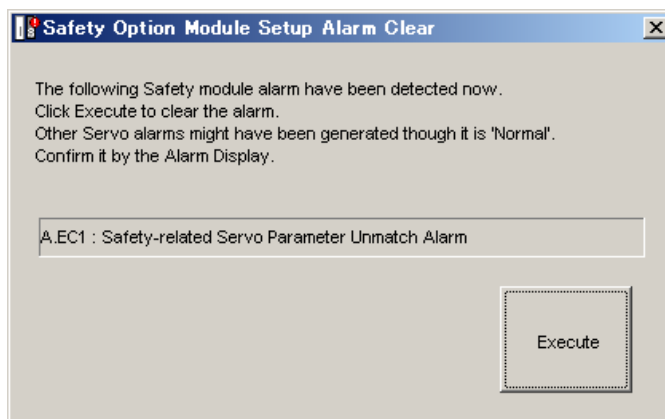 Safety Option Module Setup Alarm Clear
The following Safety module alarm have been detected now.
Click Execute to clear the alarm.
Other Servo alarms might have been generated though it is 'Normal'.
Confirm it by the Alarm Display.
A.EC1 : Safety-related Servo Parameter Unmatch Alarm
Execute